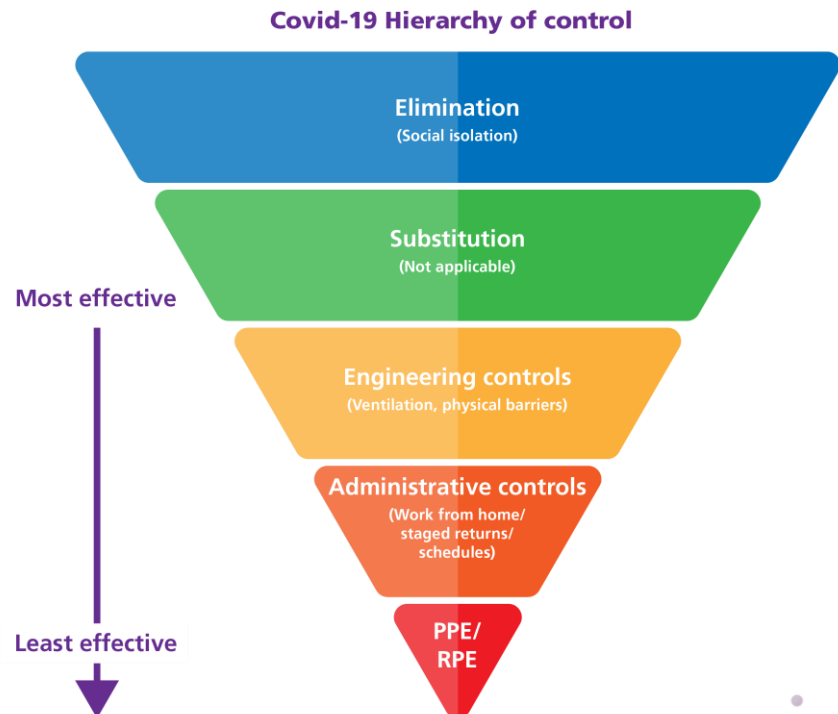 Covid-19 Hierarchy of control
Elimination
(Social isolation)
Substitution
(Not applicable)
Most effective
Engineering controls
(Ventilation, physical barriers)
Administrative controls
(Work from home/
staged returns/
schedules)
Least effective
PPE/
RPE